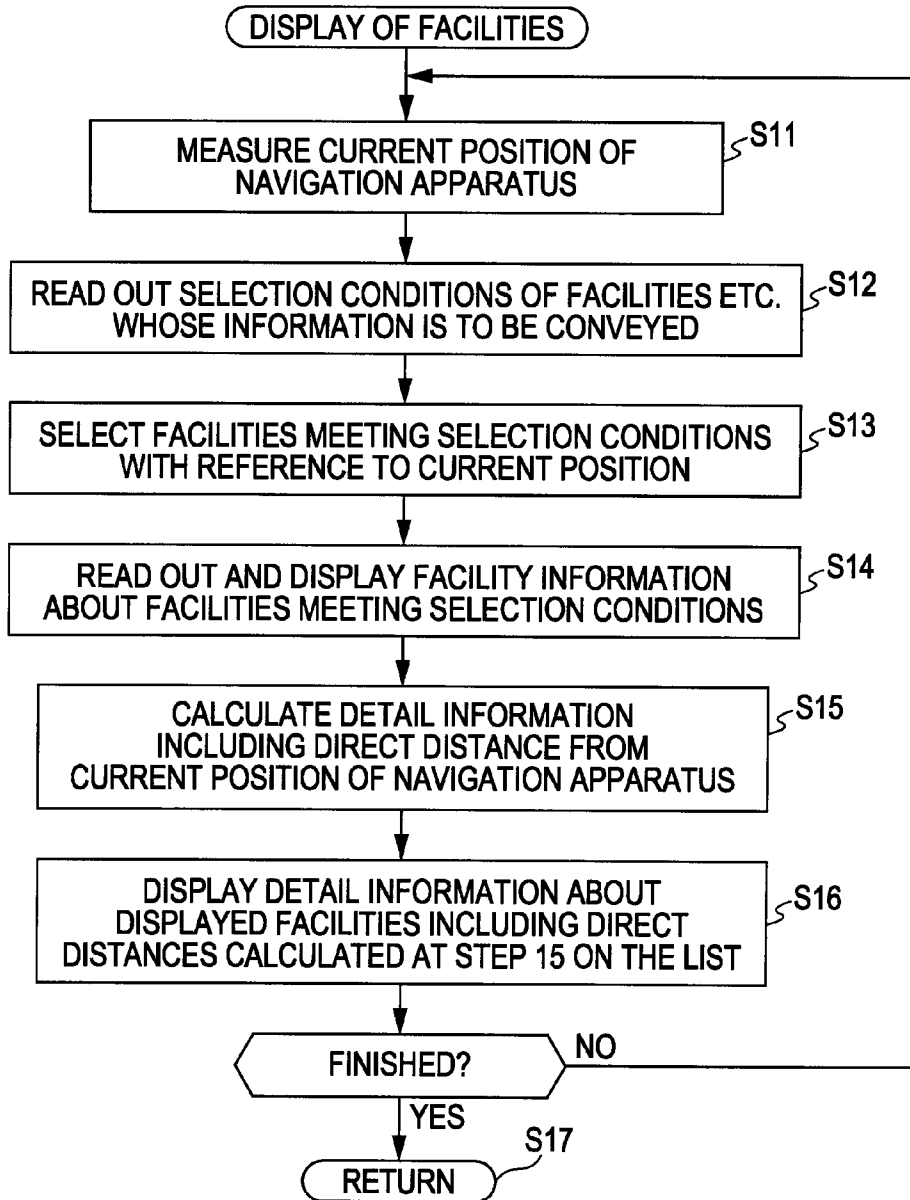 DISPLAY OF FACILITIES
MEASURE CURRENT POSITION OF
NAVIGATION APPARATUS
S11
READ OUT SELECTION CONDITIONS OF FACILITIES ETC.
WHOSE INFORMATION IS TO BE CONVEYED
S12
SELECT FACILITIES MEETING SELECTION CONDITIONS
WITH REFERENCE TO CURRENT POSITION
S13
READ OUT AND DISPLAY FACILITY INFORMATION
ABOUT FACILITIES MEETING SELECTION CONDITIONS
S14
CALCULATE DETAIL INFORMATION
INCLUDING DIRECT DISTANCE FROM
CURRENT POSITION OF NAVIGATION APPARATUS
S15
DISPLAY DETAIL INFORMATION ABOUT
DISPLAYED FACILITIES INCLUDING DIRECT
DISTANCES CALCULATED AT STEP 15 ON THE LIST
S16
FINISHED?
NO
YES
RETURN
S17